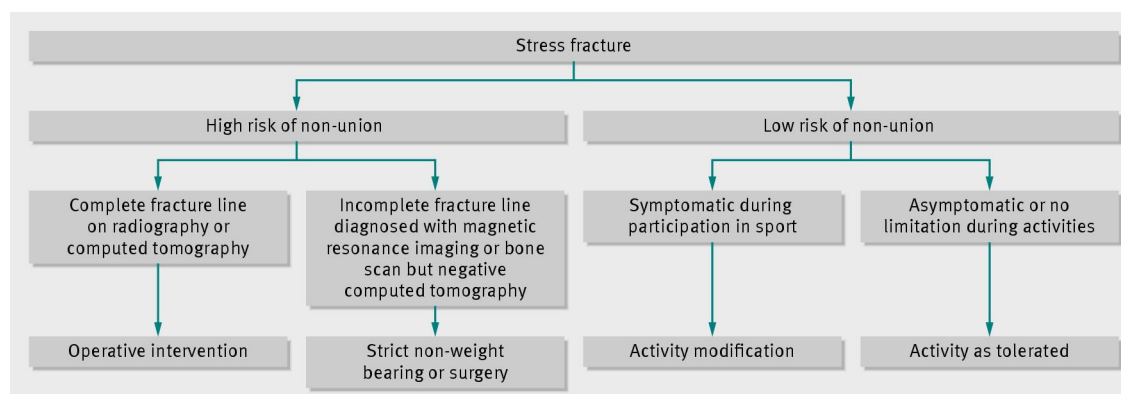 Stress fracture
High risk of non-union
Low risk of non-union
Complete fracture line
on radiography or
computed tomography
Incomplete fracture line
diagnosed with magnetic
resonance imaging or bone
scan but negative
computed tomography
Symptomatic during
participation in sport
Asymptomatic or no
limitation during activities
Operative intervention
Strict non-weight
bearing or surgery
Activity modification
Activity as tolerated